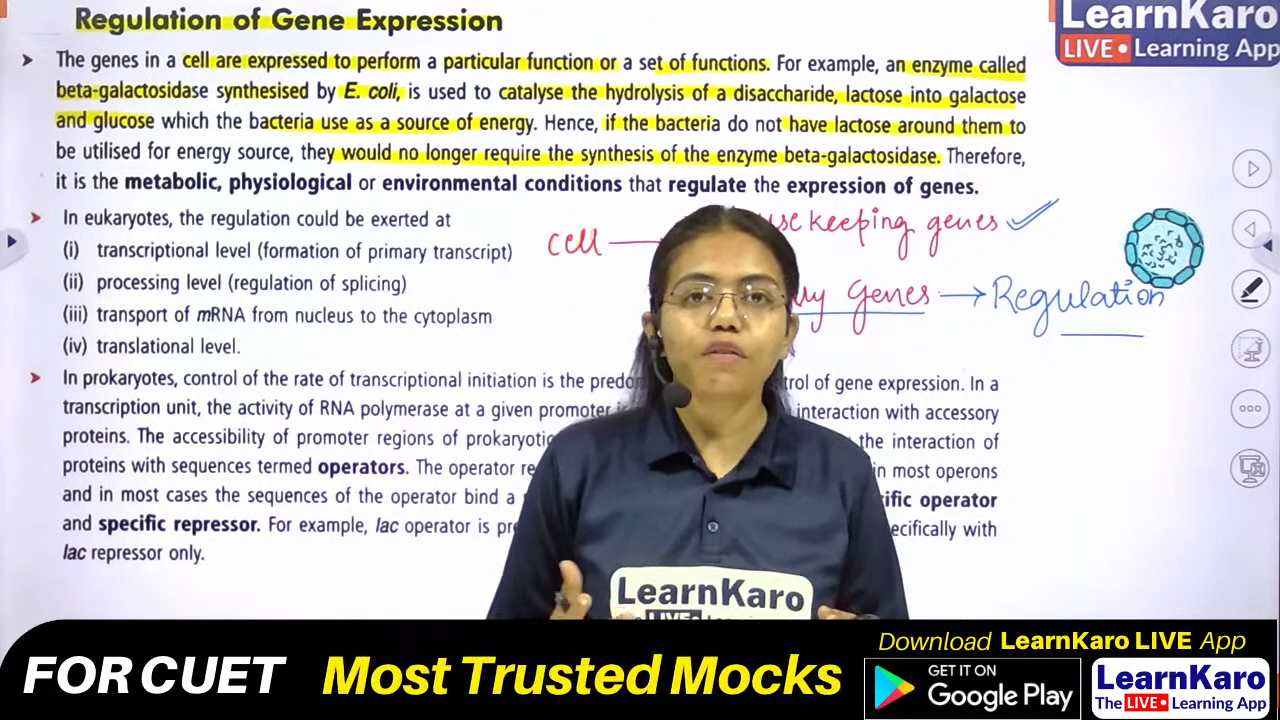 Regulation of Gene Expression
LearnKaro
LIVE • Learning App
The genes in a cell are expressed to perform a particular function or a set of functions. For example, an enzyme called
beta-galactosidase synthesised by E. coli, is used to catalyse the hydrolysis of a disaccharide, lactose into galactose
and glucose which the bacteria use as a source of energy. Hence, if the bacteria do not have lactose around them to
be utilised for energy source, they would no longer require the synthesis of the enzyme beta-galactosidase. Therefore,
it is the metabolic, physiological or environmental conditions that regulate the expression of genes.
In eukaryotes, the regulation could be exerted at
(i) transcriptional level (formation of primary transcript)
(ii) processing level (regulation of splicing)
(iii) transport of mRNA from nucleus to the cytoplasm
(iv) translational level.
cell
keeping genes
Genes → Regulation
In prokaryotes, control of the rate of transcriptional initiation is the of gene expression. In a
transcription unit, the activity of RNA polymerase at a given promoter interaction with accessory
proteins. The accessibility of promoter regions of the interaction of
proteins with sequences termed operators. The operator in most operons
and in most cases the sequences of the operator bind a operator
and specific repressor. For example, lac operator is with
lac repressor only.
LearnKaro
FOR CUET Most Trusted Mocks
Download LearnKaro LIVE App
GET IT ON
Google Play
LearnKaro
The LIVE • Learning App